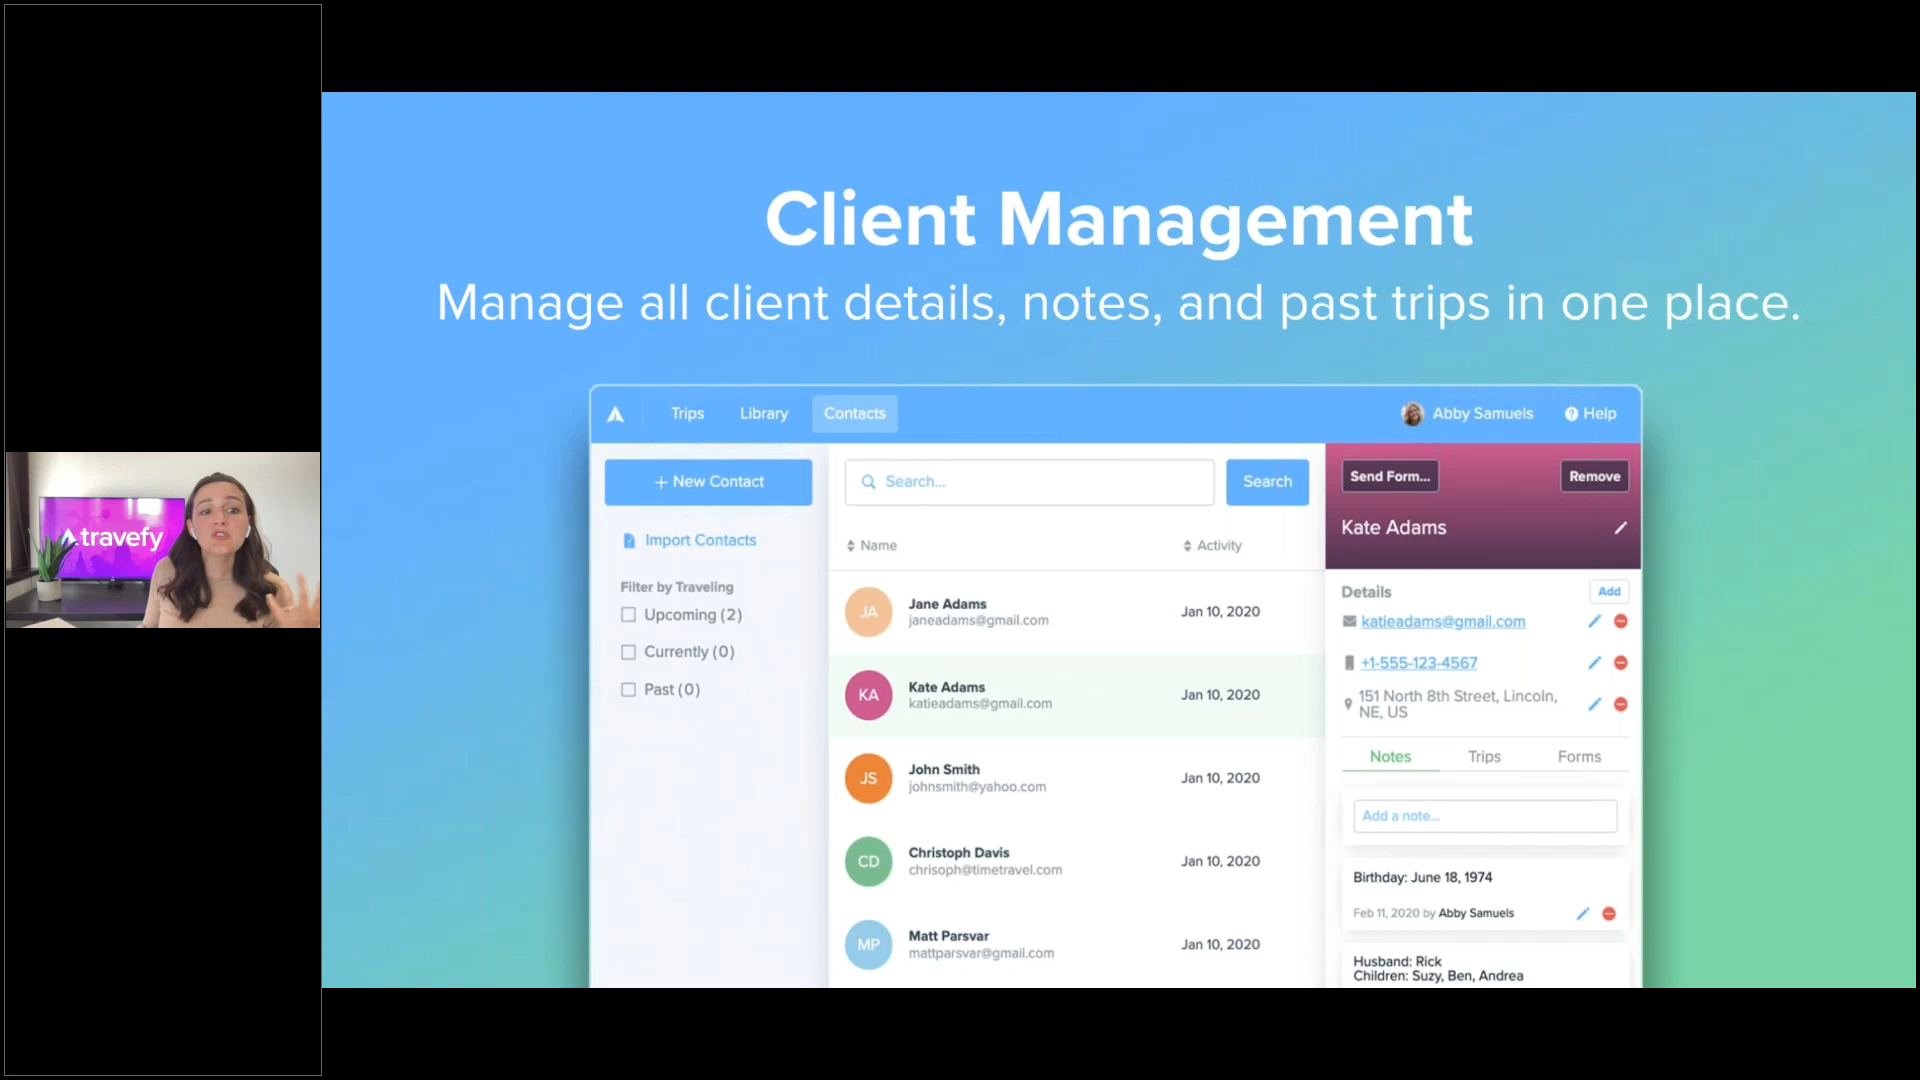 travefy
Client Management
Manage all client details, notes, and past trips in one place.
Trips
Library
Contacts
Abby Samuels
Help
+ New Contact
Import Contacts
Filter by Traveling
Upcoming (2)
Currently (0)
Past (0)
Search...
Search
Name
Activity
JA
Jane Adams
janeadams@gmail.com
Jan 10, 2020
KA
Kate Adams
katieadams@gmail.com
Jan 10, 2020
JS
John Smith
johnsmith@yahoo.com
Jan 10, 2020
CD
Christoph Davis
chrisoph@timetravel.com
Jan 10, 2020
MP
Matt Parsvar
mattparsvar@gmail.com
Jan 10, 2020
Send Form...
Remove
Kate Adams
Details
Add
katieadams@gmail.com
+1-555-123-4567
151 North 8th Street, Lincoln,
NE, US
Notes
Trips
Forms
Add a note...
Birthday: June 18, 1974
Feb 11, 2020 by Abby Samuels
Husband: Rick
Children: Suzy, Ben, Andrea